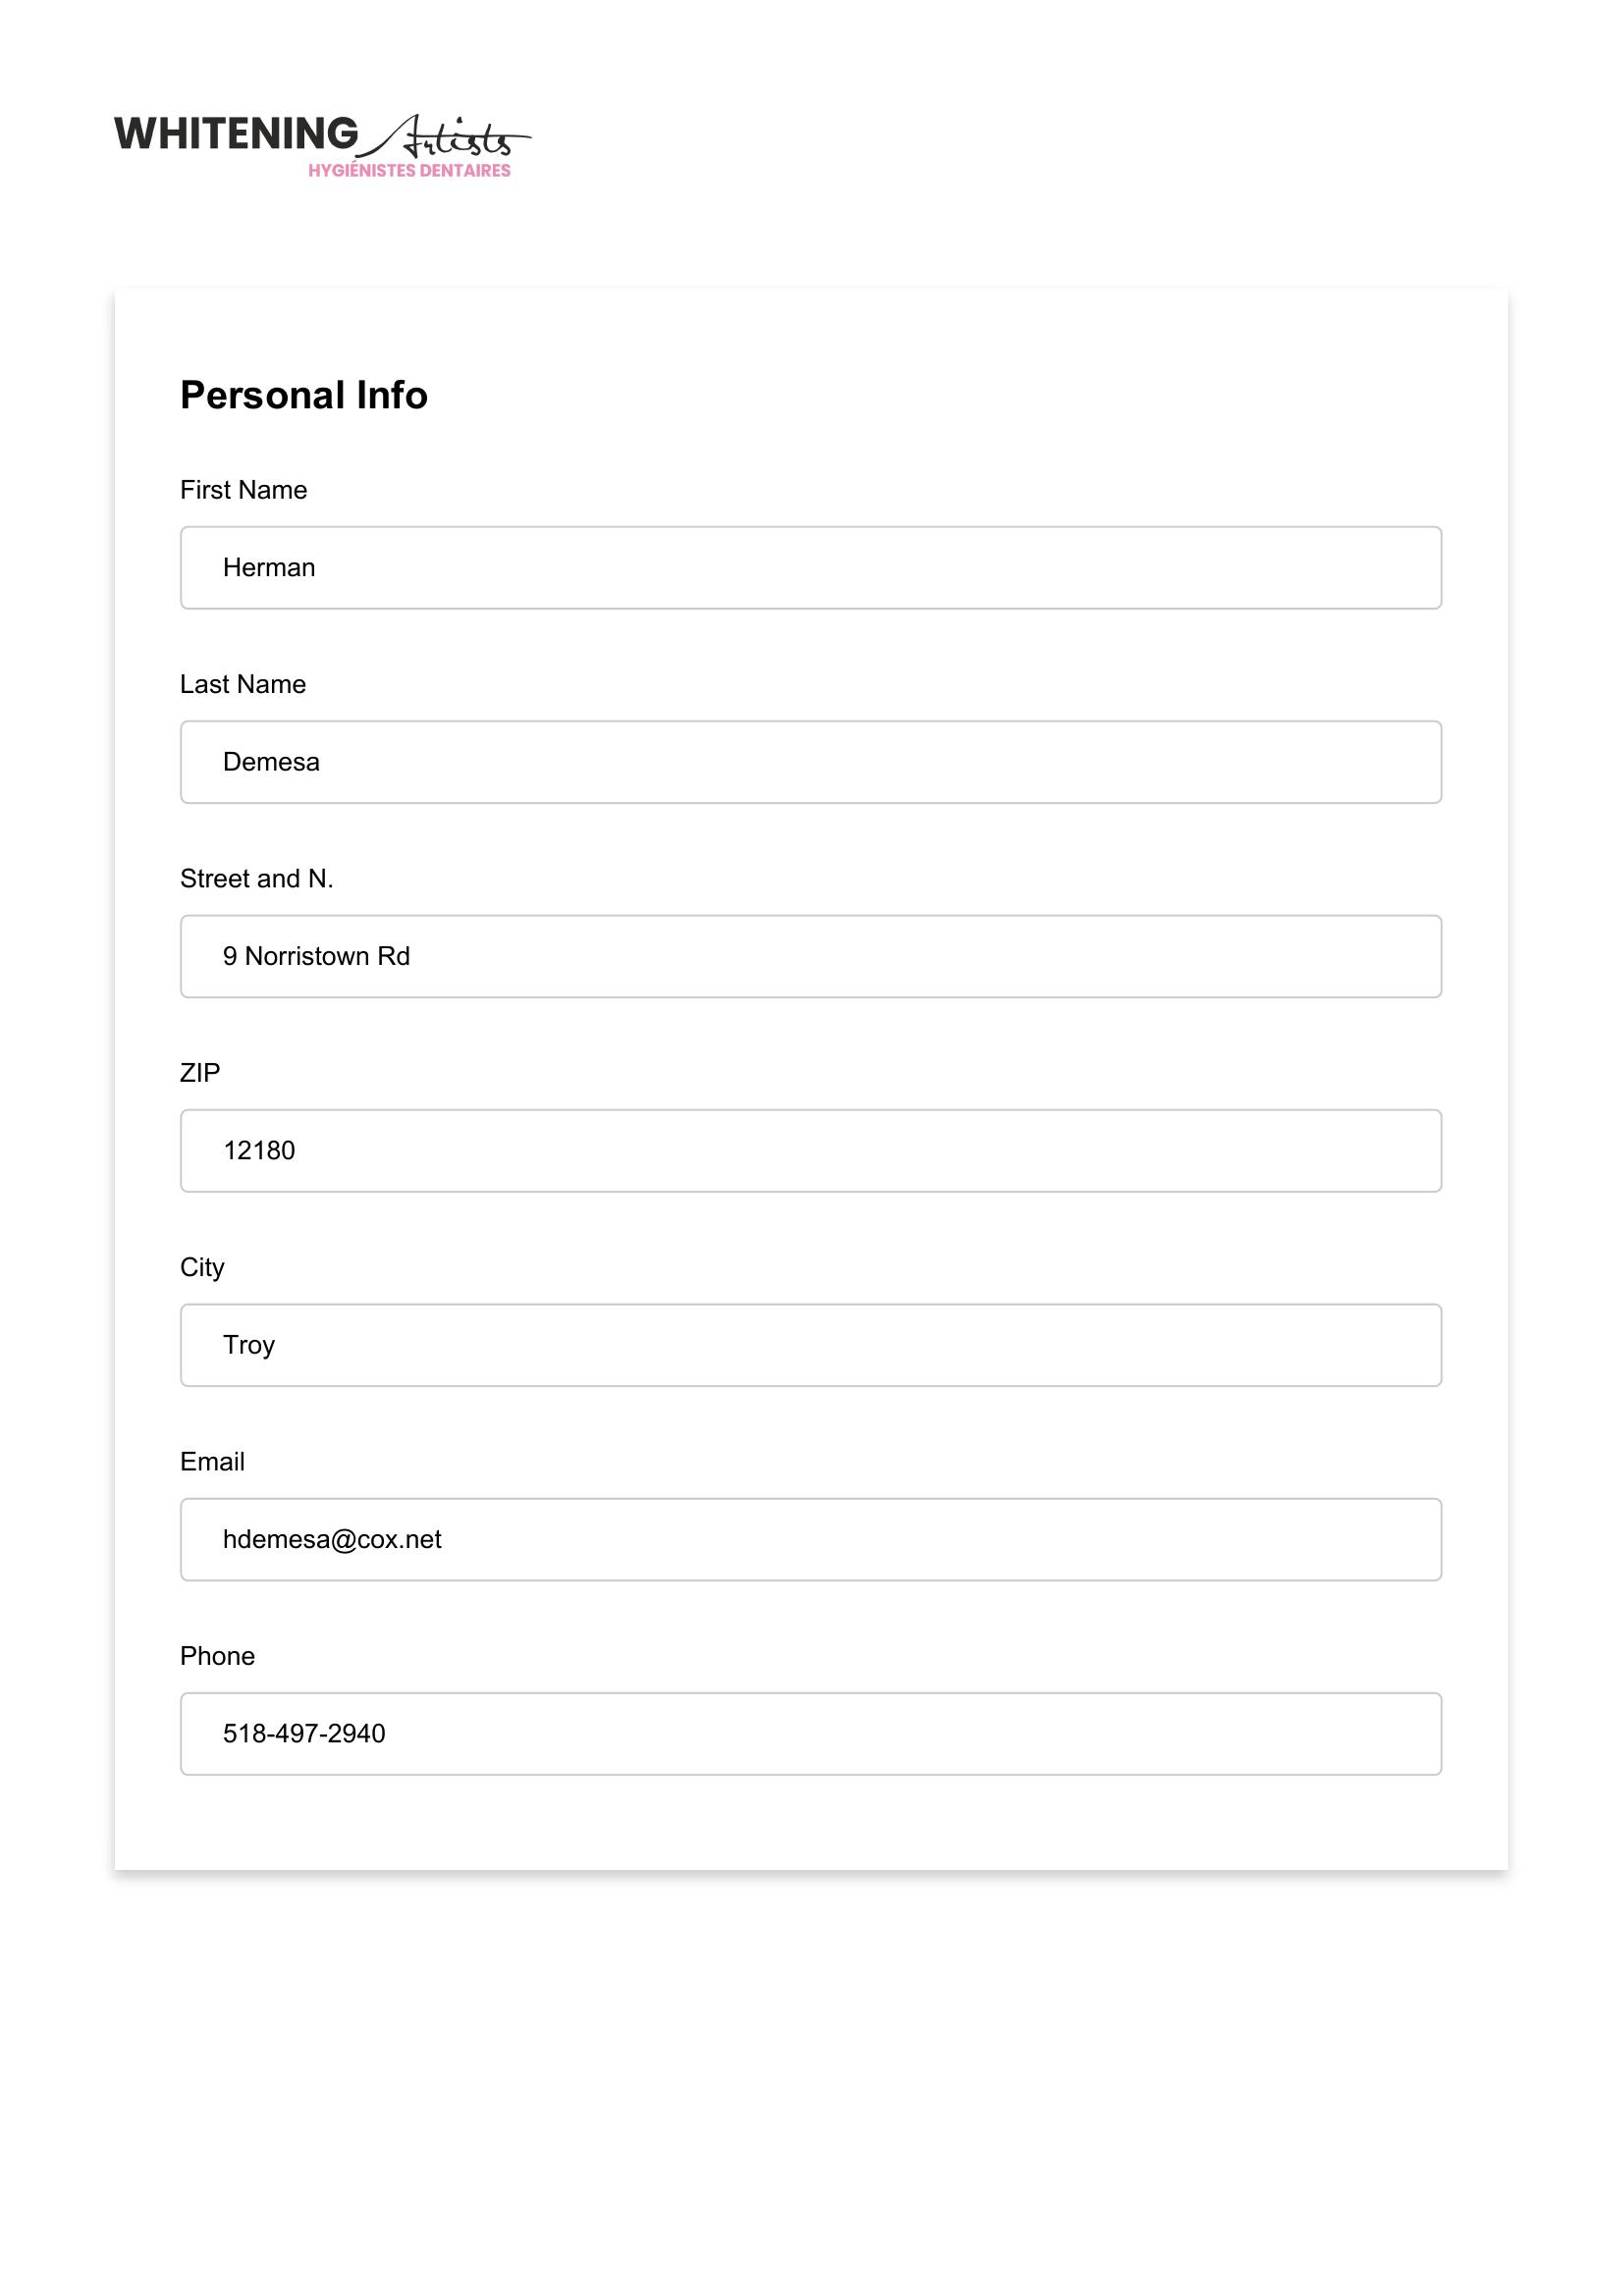 WHITENING Artists
HYGIÉNISTES DENTAIRES
Personal Info
First Name
Herman
Last Name
Demesa
Street and N.
9 Norristown Rd
ZIP
12180
City
Troy
Email
hdemesa@cox.net
Phone
518-497-2940